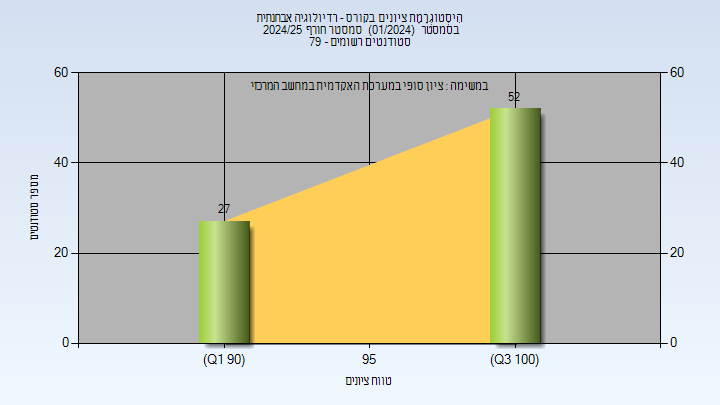 היסטוגרמת ציונים בקורס - רדיולוגיה אבחנתית
בסמסטר (01/2024) סמסטר חורף 2024/25
סטודנטים רשומים - 79
במשימה : ציון סופי במערכת האקדמית במחשב המרכזי
60
60
52
40
40
27
20
20
0
0
מספר סטודנטים
(Q1 90)
95
(Q3 100)
טווח ציונים